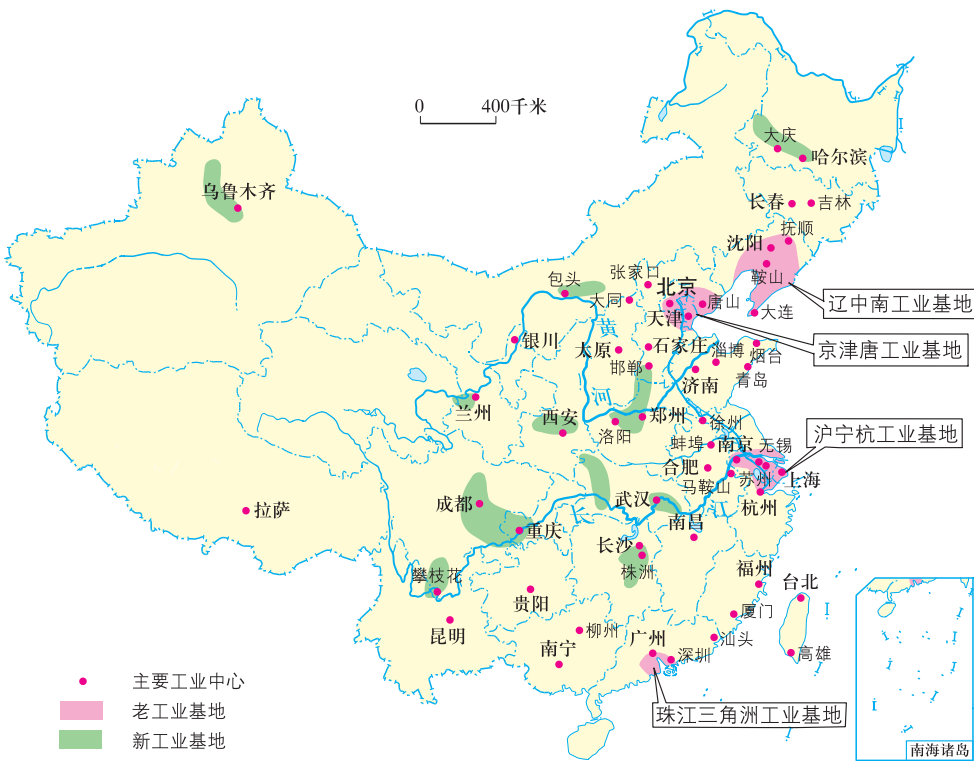 0 400千米
大庆
哈尔滨
乌鲁木齐
长春
吉林
抚顺
沈阳
鞍山
张家口
包头
北京
大同
唐山
辽中南工业基地
大连
天津
黄
银川
太原
石家庄
淄博
京津唐工业基地
烟台
邯郸
青岛
济南
河
兰州
西安
郑州
徐州
洛阳
沪宁杭工业基地
蚌埠
南京
无锡
合肥
苏州
上海
马鞍山
成都
武汉
杭州
江
长
南昌
重庆
长沙
拉萨
株洲
攀枝花
福州
台北
贵阳
厦门
昆明
柳州
广州
汕头
南宁
深圳
高雄
主要工业中心
老工业基地
珠江三角洲工业基地
新工业基地
南海诸岛